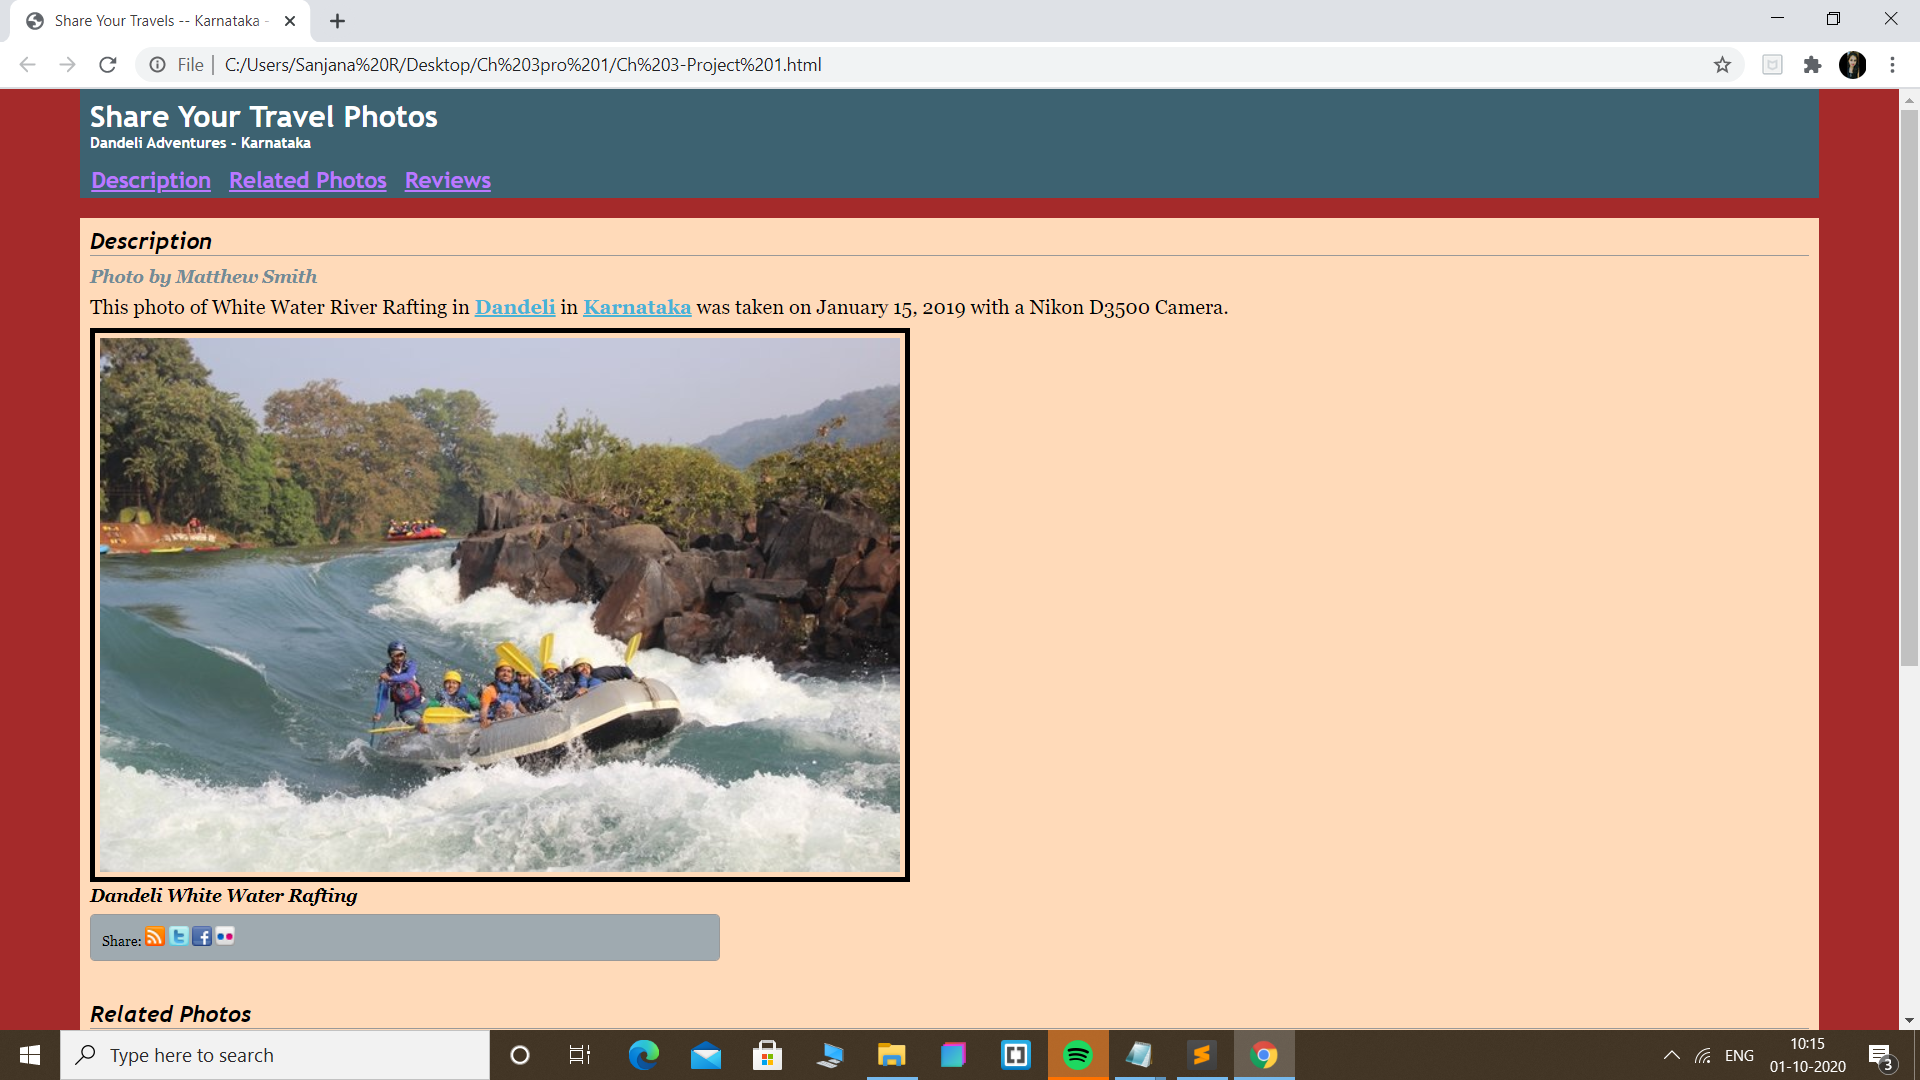 Share Your Travels -- Karnataka -
File | C:/Users/Sanjana%20R/Desktop/Ch%203pro%201/Ch%203-Project%201.html
Share Your Travel Photos
Dandeli Adventures - Karnataka
Description Related Photos Reviews
Description
Photo by Matthew Smith
This photo of White Water River Rafting in Dandeli in Karnataka was taken on January 15, 2019 with a Nikon D3500 Camera.
Dandeli White Water Rafting
Share:
Related Photos
Type here to search
ENG
10:15
01-10-2020
3